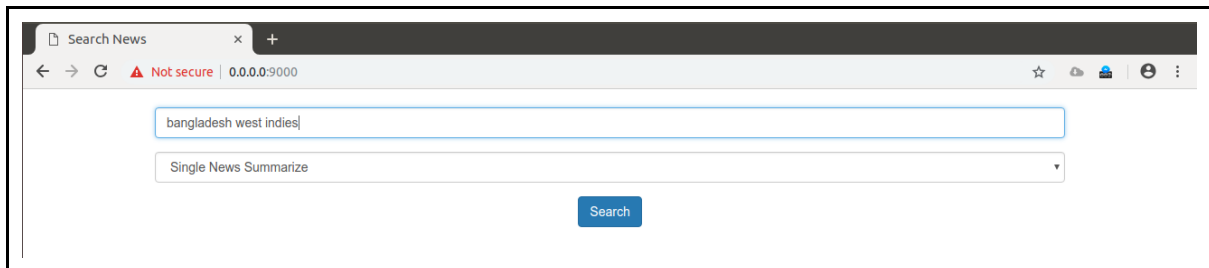 Search News
Not secure 0.0.0.0:9000
bangladesh west indies
Single News Summarize
Search